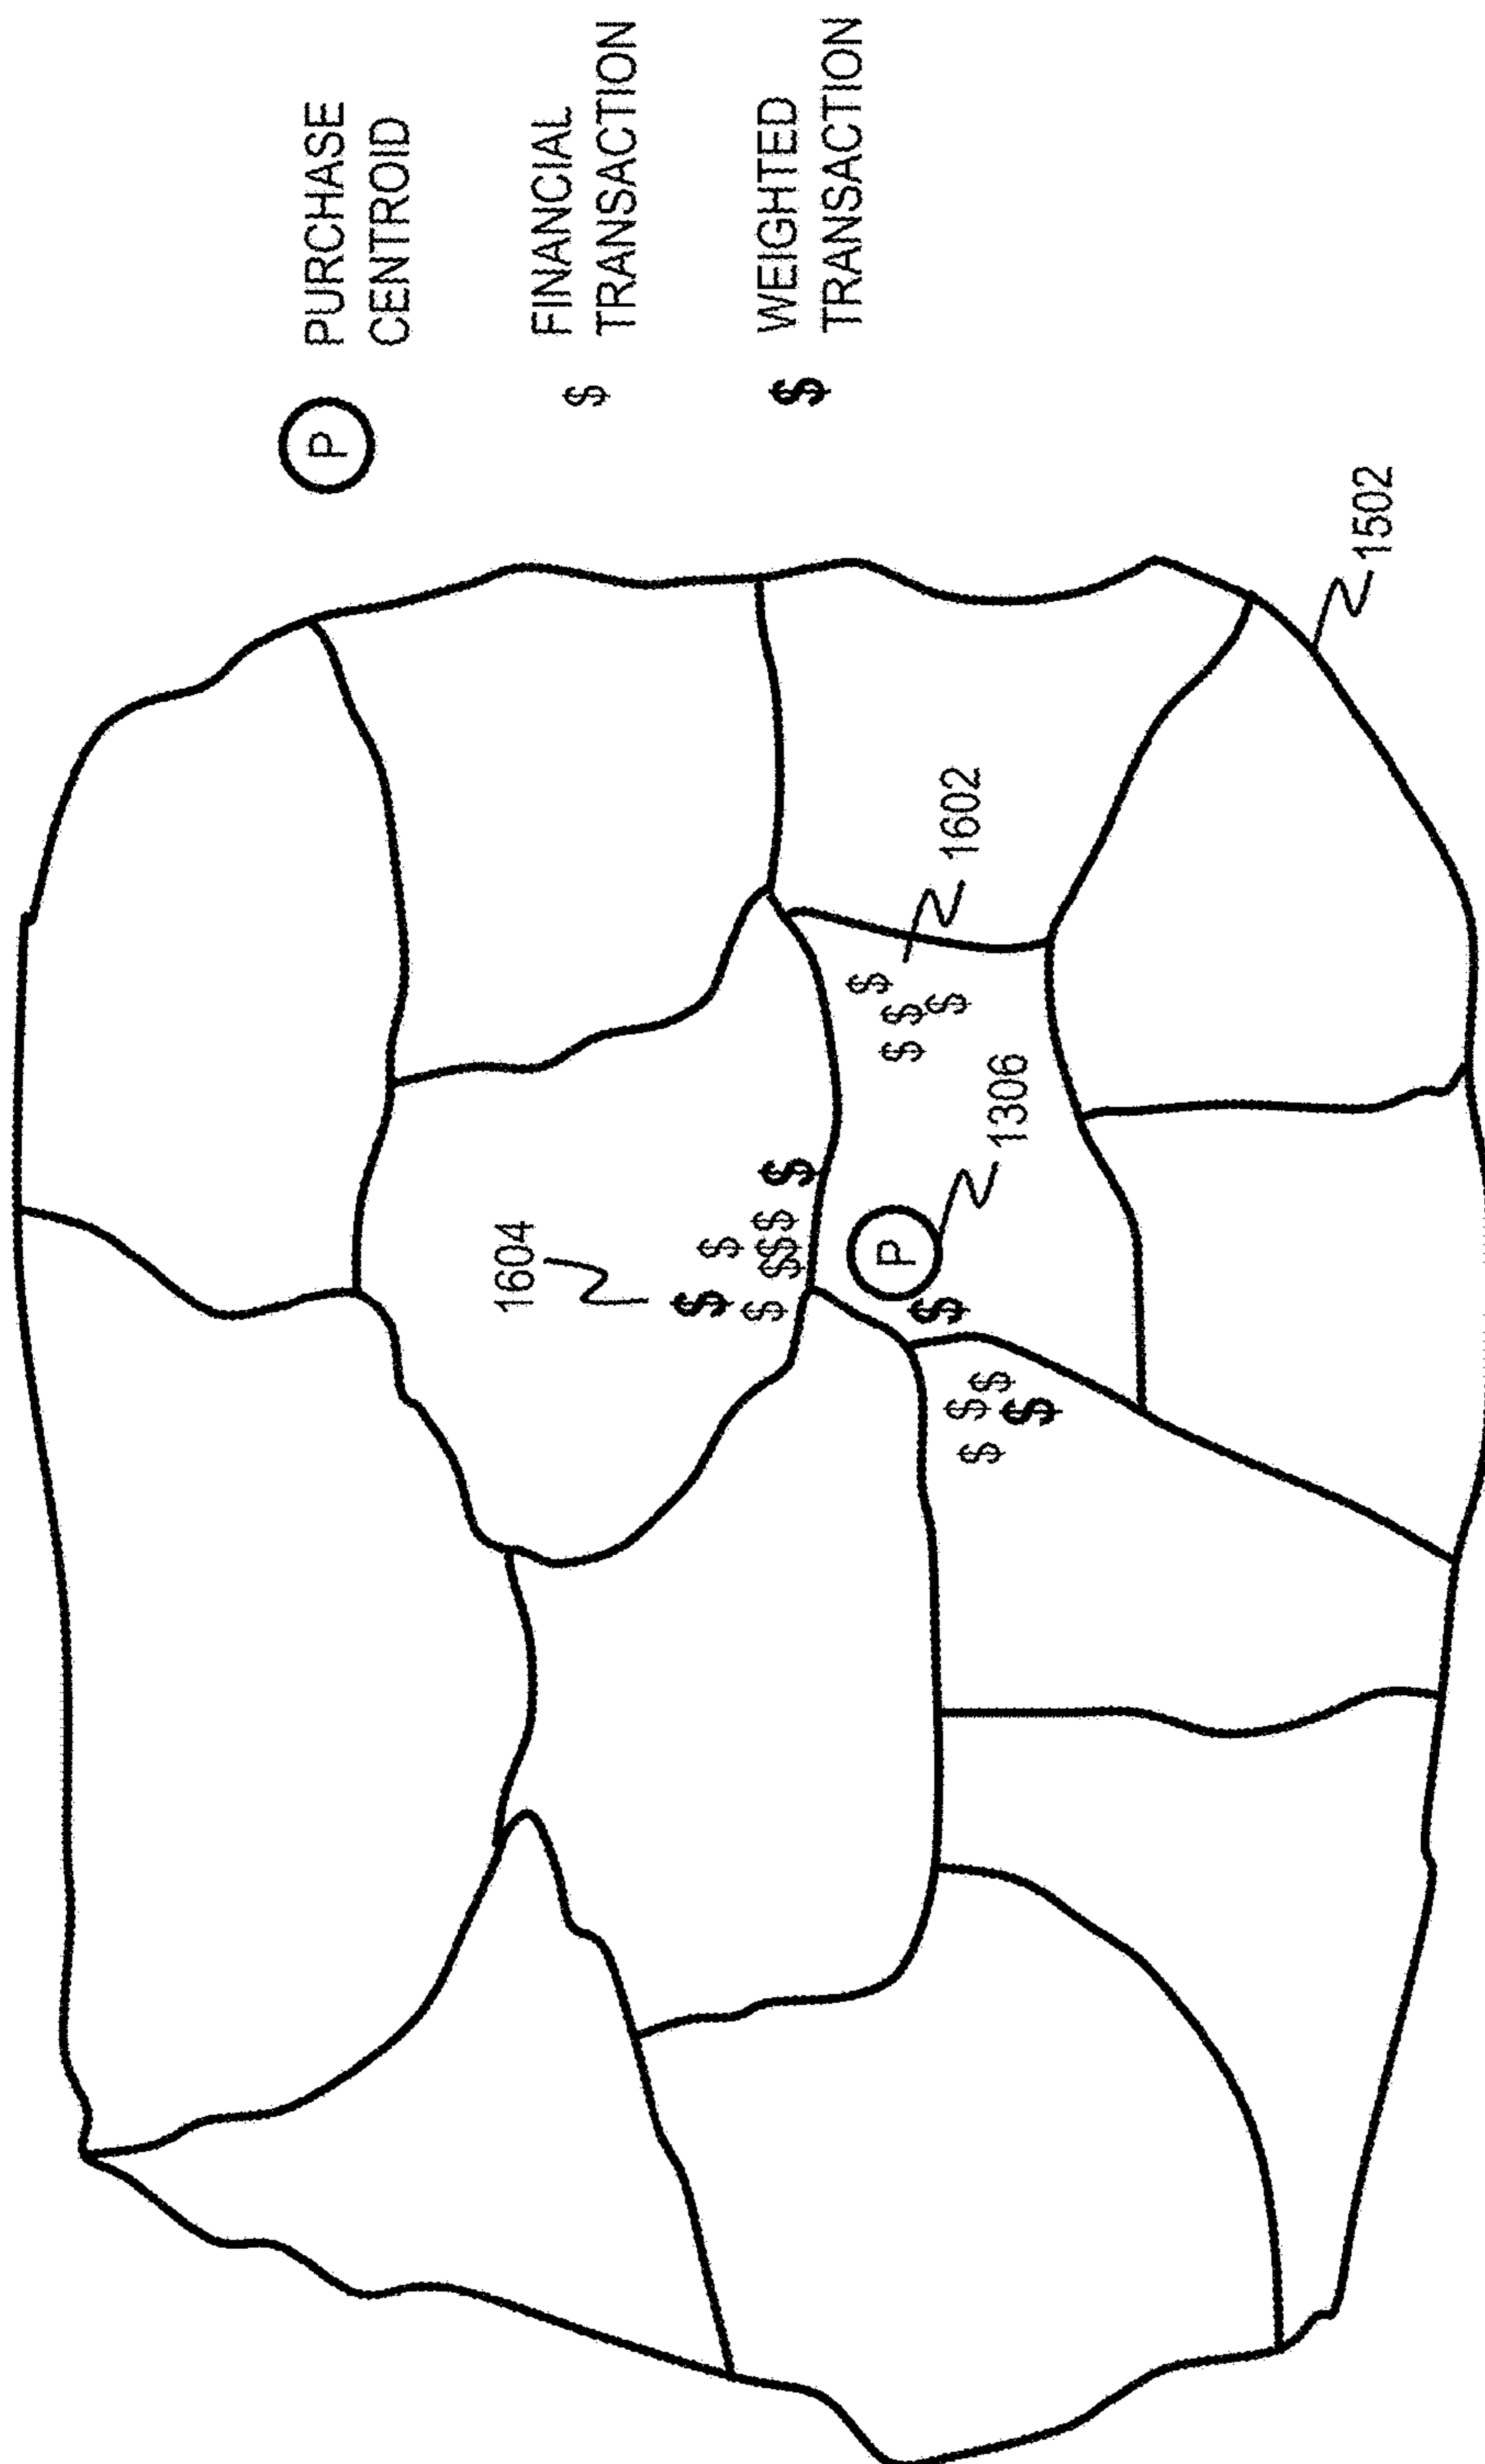 1604
$ $
$ $ $ $ $
$
P $ $
$ $
1602
$ $
$ $
1306
1502
P PURCHASE
CENTROID
$ FINANCIAL
TRANSACTION
$ WEIGHTED
TRANSACTION